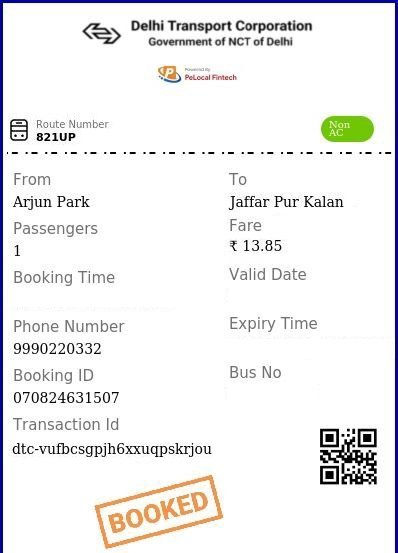 Delhi Transport Corporation
Government of NCT of Delhi
Powered By
PeLocal Fintech
Route Number
821UP
Non AC
From
To
Arjun Park
Jaffar Pur Kalan
Passengers
Fare
1
₹ 13.85
Booking Time
Valid Date
Phone Number
Expiry Time
9990220332
Booking ID
Bus No
070824631507
Transaction Id
dtc-vufbcsgpjh6xxuqpskrjou
BOOKED